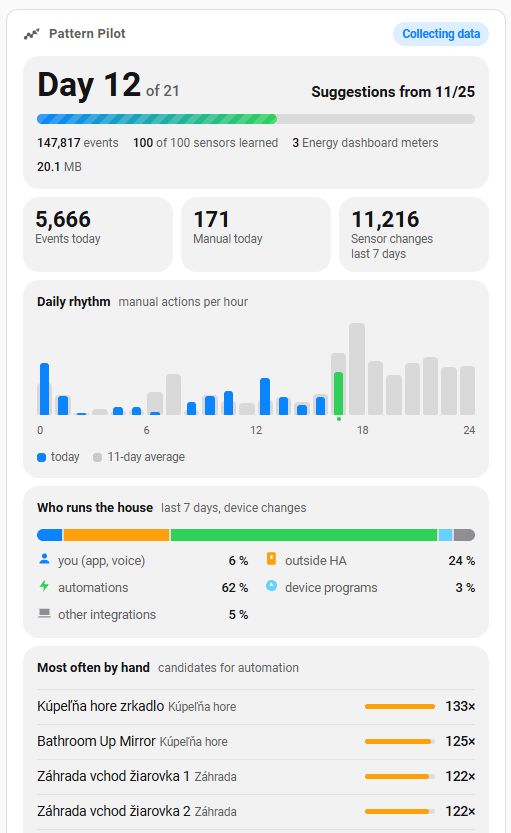 Pattern Pilot Collecting data
Day 12 of 21 Suggestions from 11/25
147,817 events 100 of 100 sensors learned 3 Energy dashboard meters
20.1 MB
5,666 171 11,216
Events today Manual today Sensor changes
last 7 days
Daily rhythm manual actions per hour
0 6 12 18 24
today 11-day average
Who runs the house last 7 days, device changes
you (app, voice) 6 % outside HA 24 %
automations 62 % device programs 3 %
other integrations 5 %
Most often by hand candidates for automation
Kúpeľňa hore zrkadlo Kúpeľňa hore 133×
Bathroom Up Mirror Kúpeľňa hore 125×
Záhrada vchod žiarovka 1 Záhrada 122×
Záhrada vchod žiarovka 2 Záhrada 122×